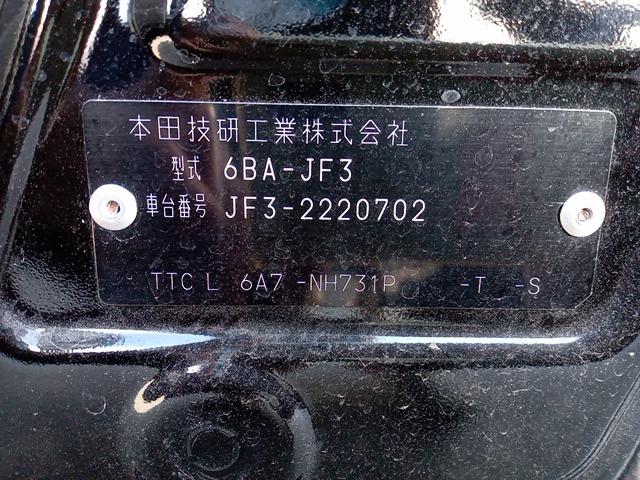 本田技研工業株式会社
型式 6BA-JF3
車台番号 JF3-2220702
TTC L 6A7 -NH731P -T -S